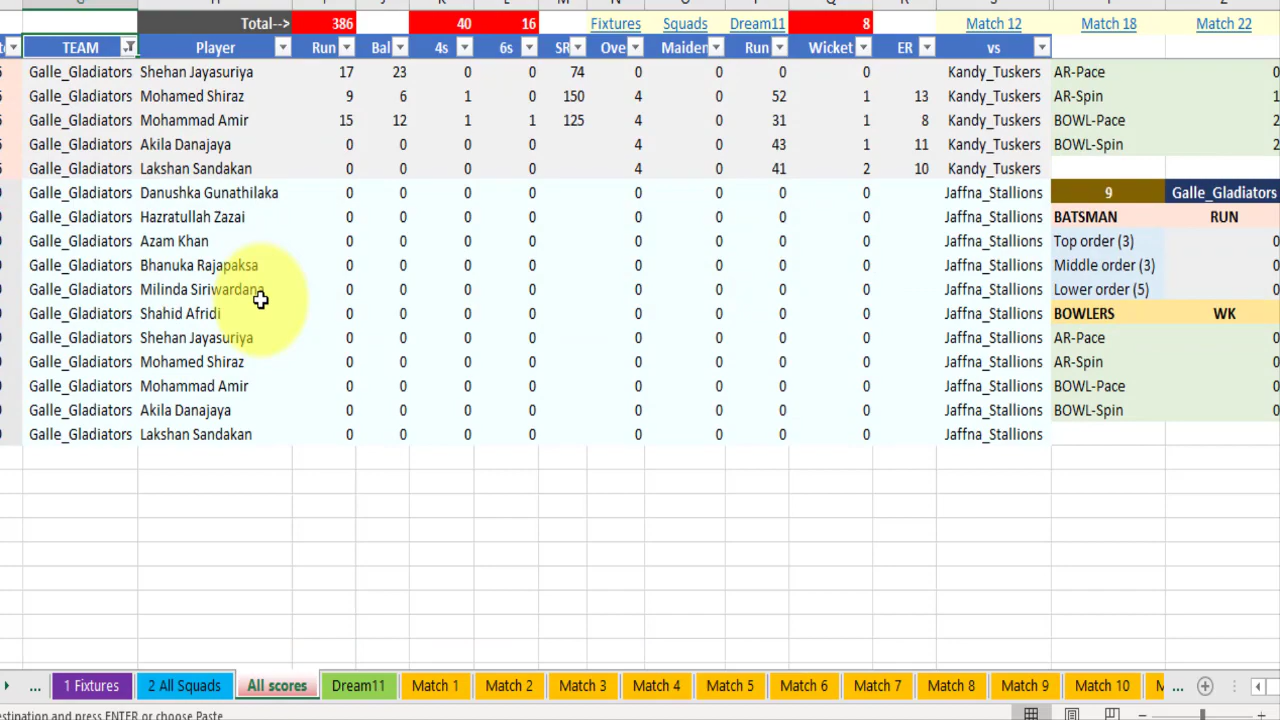 Total--> 386 40 16 Fixtures Squads Dream11 8 Match 12 Match 18 Match 22
TEAM Player Run Bal 4s 6s SR Ove Maiden Run Wicket ER vs
Galle_Gladiators Shehan Jayasuriya 17 23 0 0 74 0 0 0 0 Kandy_Tuskers AR-Pace 0
Galle_Gladiators Mohamed Shiraz 9 6 1 0 150 4 0 52 1 13 Kandy_Tuskers AR-Spin 1
Galle_Gladiators Mohammad Amir 15 12 1 1 125 4 0 31 1 8 Kandy_Tuskers BOWL-Pace 2
Galle_Gladiators Akila Danajaya 0 0 0 0 4 0 43 1 11 Kandy_Tuskers BOWL-Spin 2
Galle_Gladiators Lakshan Sandakan 0 0 0 0 4 0 41 2 10 Kandy_Tuskers
Galle_Gladiators Danushka Gunathilaka 0 0 0 0 0 0 0 0 Jaffna_Stallions 9 Galle_Gladiators
Galle_Gladiators Hazratullah Zazai 0 0 0 0 0 0 0 0 Jaffna_Stallions BATSMAN RUN
Galle_Gladiators Azam Khan 0 0 0 0 0 0 0 0 Jaffna_Stallions Top order (3) 0
Galle_Gladiators Bhanuka Rajapaksa 0 0 0 0 0 0 0 0 Jaffna_Stallions Middle order (3) 0
Galle_Gladiators Milinda Siriwardana 0 0 0 0 0 0 0 0 Jaffna_Stallions Lower order (5) 0
Galle_Gladiators Shahid Afridi 0 0 0 0 0 0 0 0 Jaffna_Stallions BOWLERS WK
Galle_Gladiators Shehan Jayasuriya 0 0 0 0 0 0 0 0 Jaffna_Stallions AR-Pace 0
Galle_Gladiators Mohamed Shiraz 0 0 0 0 0 0 0 0 Jaffna_Stallions AR-Spin 0
Galle_Gladiators Mohammad Amir 0 0 0 0 0 0 0 0 Jaffna_Stallions BOWL-Pace 0
Galle_Gladiators Akila Danajaya 0 0 0 0 0 0 0 0 Jaffna_Stallions BOWL-Spin 0
Galle_Gladiators Lakshan Sandakan 0 0 0 0 0 0 0 0 Jaffna_Stallions
... 1 Fixtures 2 All Squads All scores Dream11 Match 1 Match 2 Match 3 Match 4 Match 5 Match 6 Match 7 Match 8 Match 9 Match 10 ...
and press ENTER or choose Paste